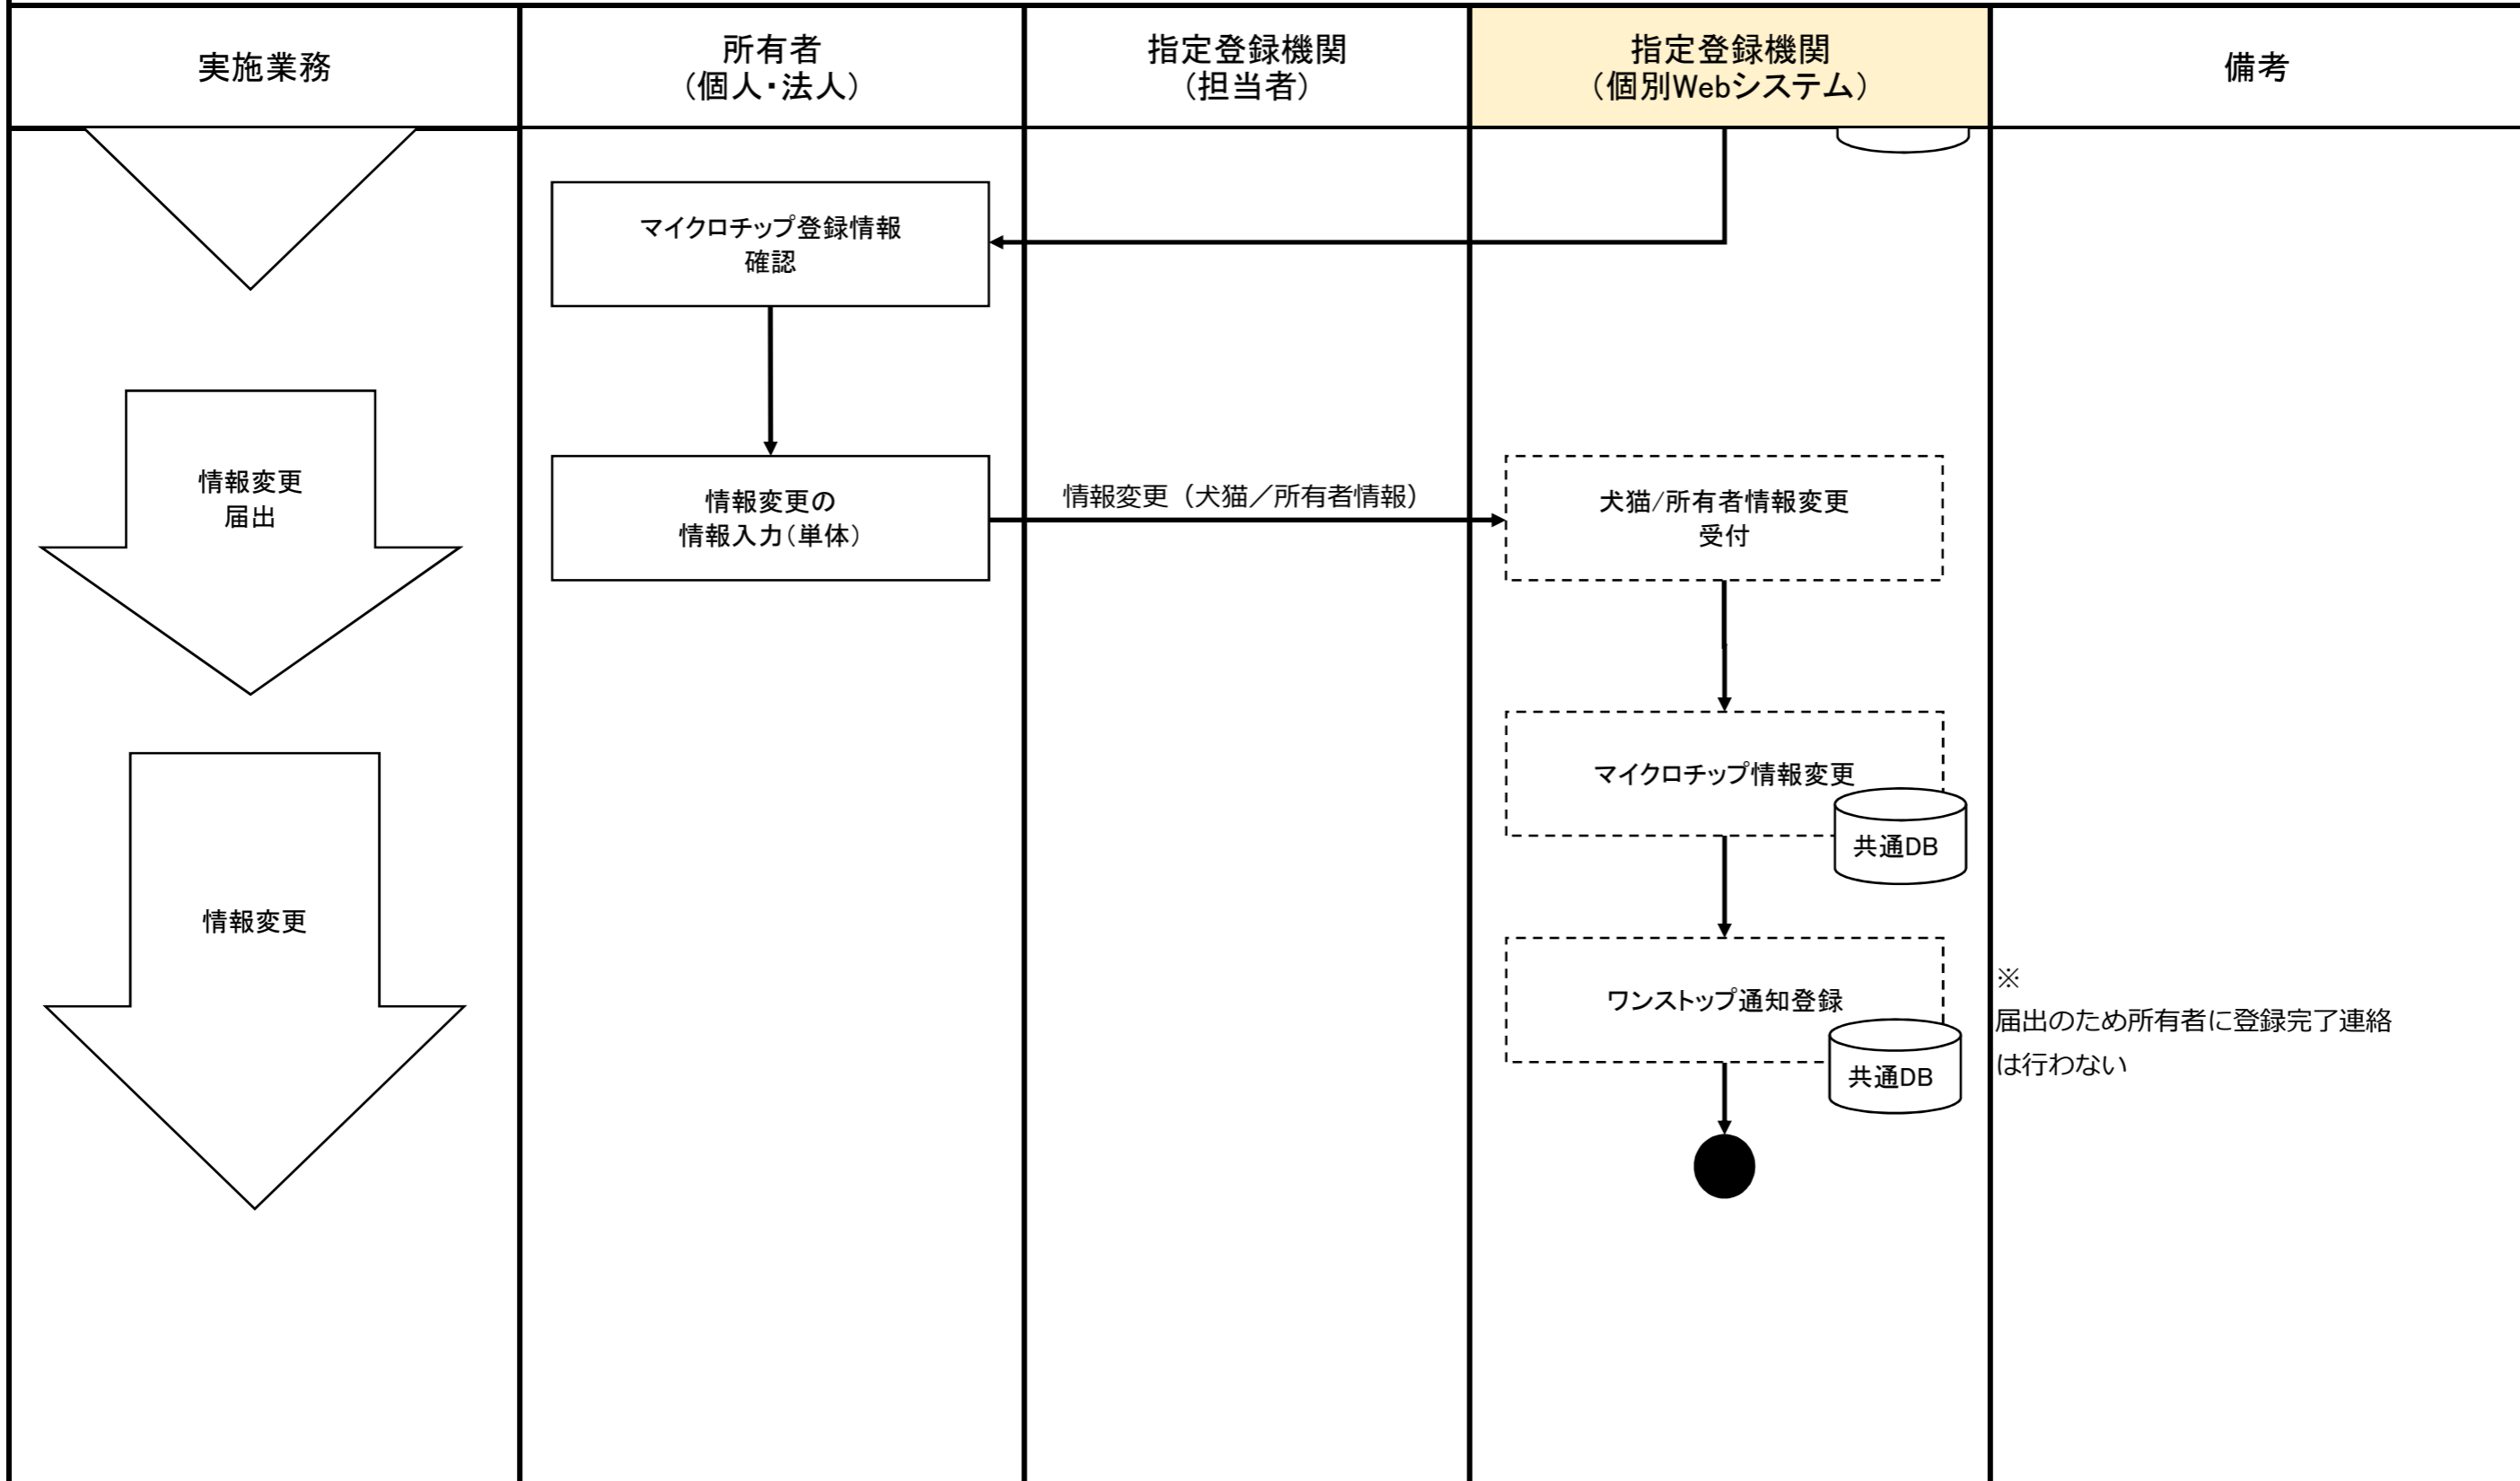 実施業務
所有者
（個人・法人）
指定登録機関
（担当者）
指定登録機関
（個別Webシステム）
備考
マイクロチップ登録情報
確認
情報変更
届出
情報変更の
情報入力（単体）
情報変更（犬猫／所有者情報）
犬猫/所有者情報変更
受付
マイクロチップ情報変更
共通DB
情報変更
ワンストップ通知登録
共通DB
※
届出のため所有者に登録完了連絡
は行わない